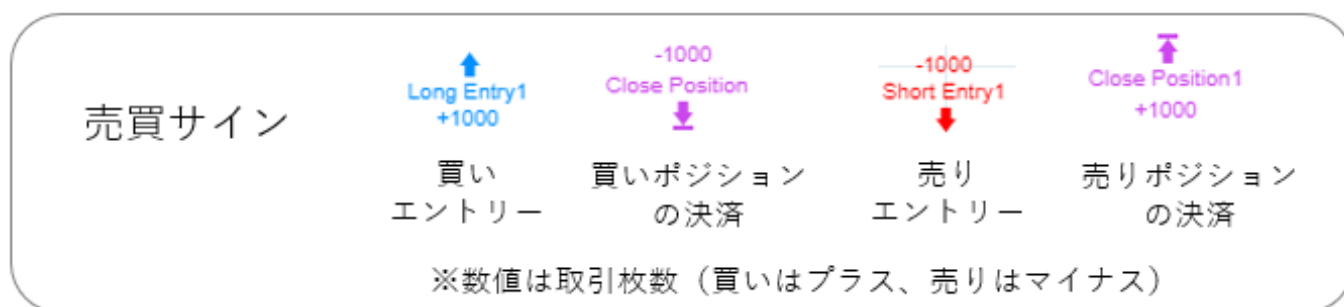 売買サイン
Long Entry1
+1000
買い
エントリー
-1000
Close Position
買いポジション
の決済
-1000
Short Entry1
売り
エントリー
Close Position1
+1000
売りポジション
の決済
※数値は取引枚数（買いはプラス、売りはマイナス）